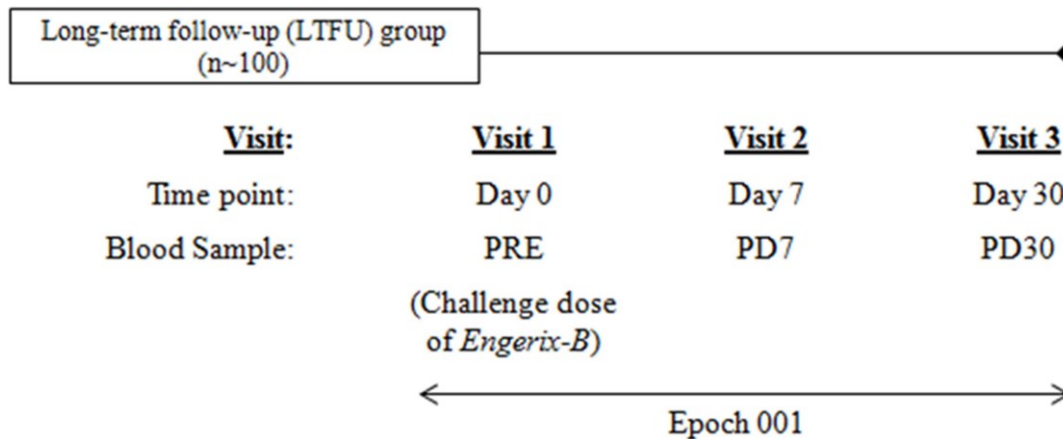 Long-term follow-up (LTFU) group
(n~100)
Visit: Visit 1 Visit 2 Visit 3
Time point: Day 0 Day 7 Day 30
Blood Sample: PRE PD7 PD30
(Challenge dose
of Engerix-B)
Epoch 001